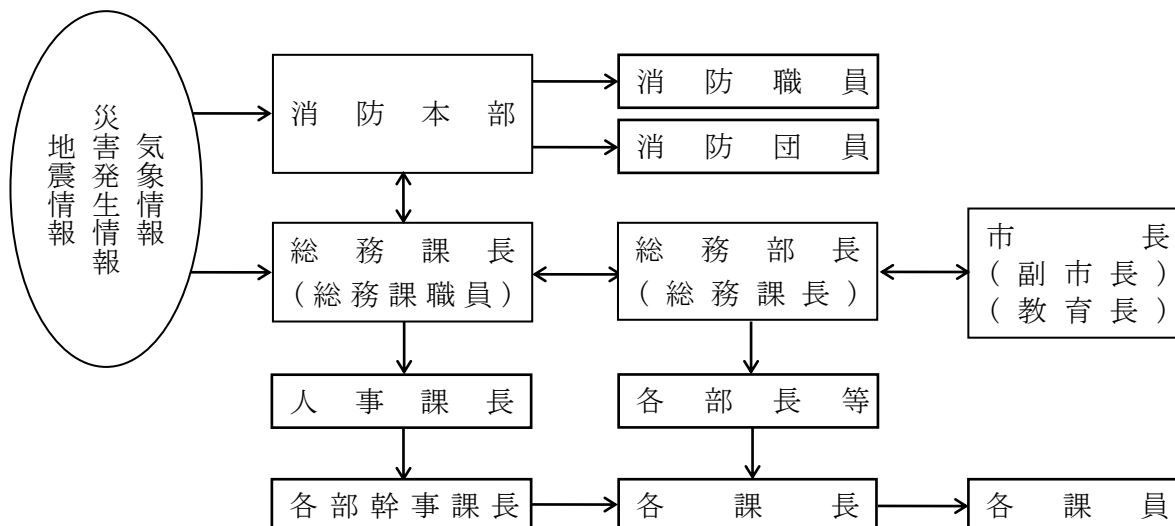 気象情報
災害発生情報
地震情報
消防本部
消防職員
消防団員
総務課長
(総務課職員)
総務部長
(総務課長)
市長
(副市長)
(教育長)
人事課長
各部長等
各部幹事課長
各課長
各課員